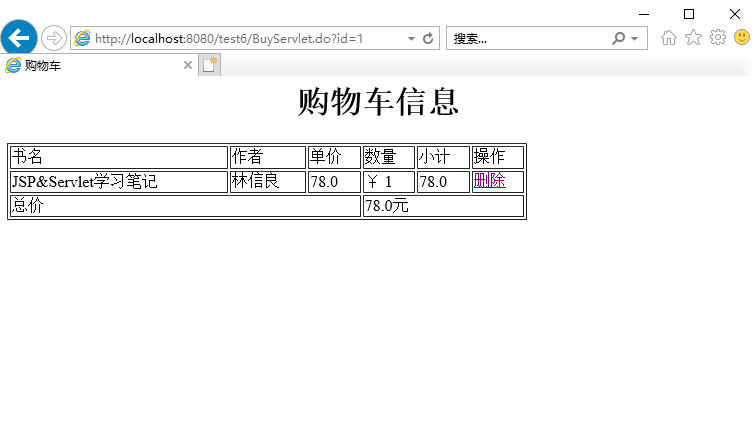 http://localhost:8080/test6/BuyServlet.do?id=1 搜索...
购物车
购物车信息
书名 作者 单价 数量 小计 操作
JSP&Servlet学习笔记 林信良 78.0 ￥ 1 78.0 删除
总价 78.0元